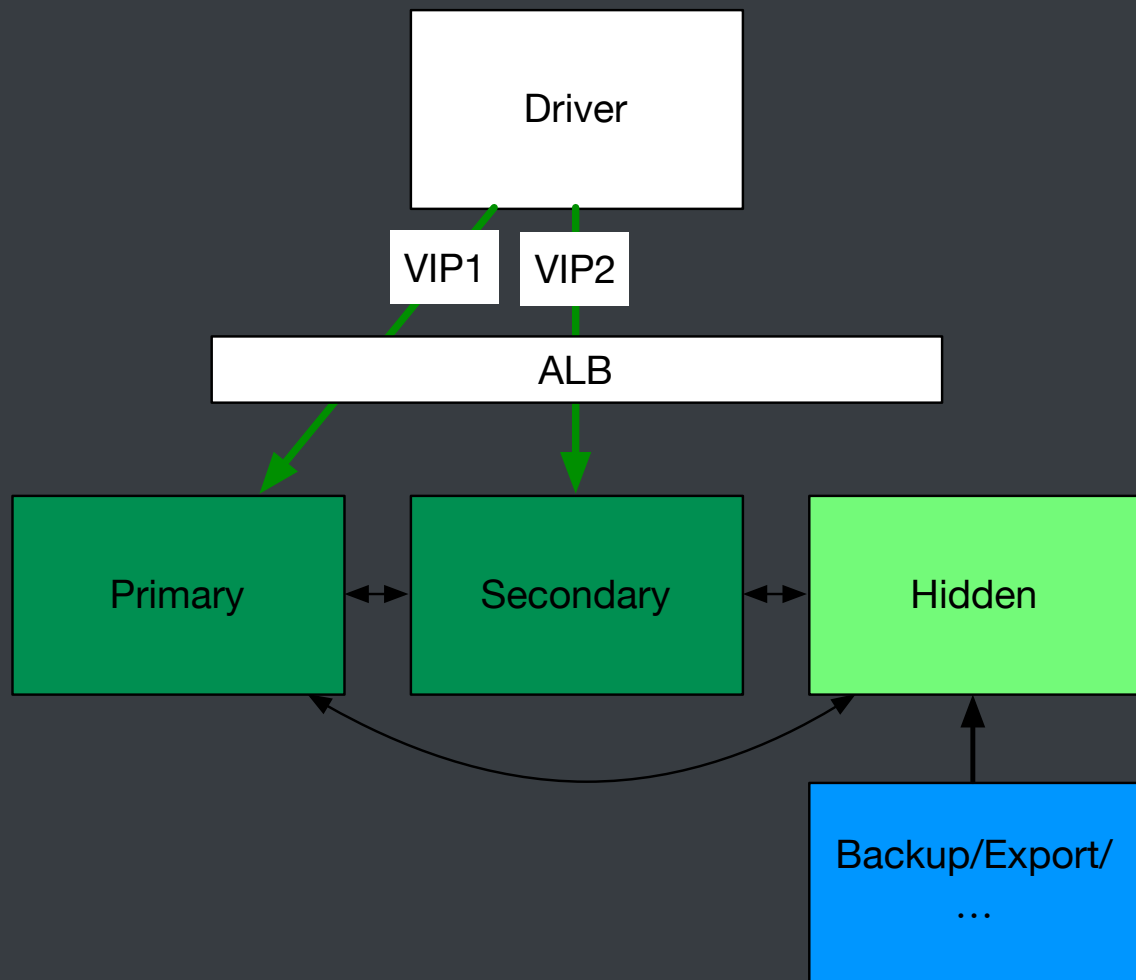 Driver
VIP1
VIP2
ALB
Primary
Secondary
Hidden
Backup/Export/
…